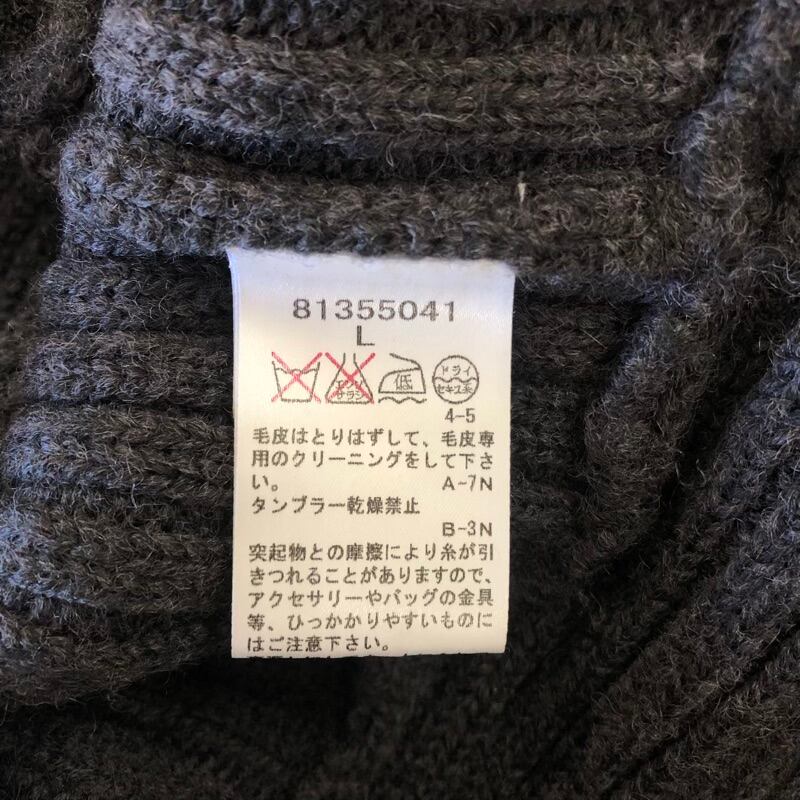 81355041
L
エンソ サラシ 低 ドライ セキユ系
4-5
毛皮はとりはずして、毛皮専
用のクリーニングをして下さ
い。 A-7N
タンブラー乾燥禁止
B-3N
突起物との摩擦により糸が引
きつれることがありますので、
アクセサリーやバッグの金具
等、ひっかかりやすいものに
はご注意下さい。